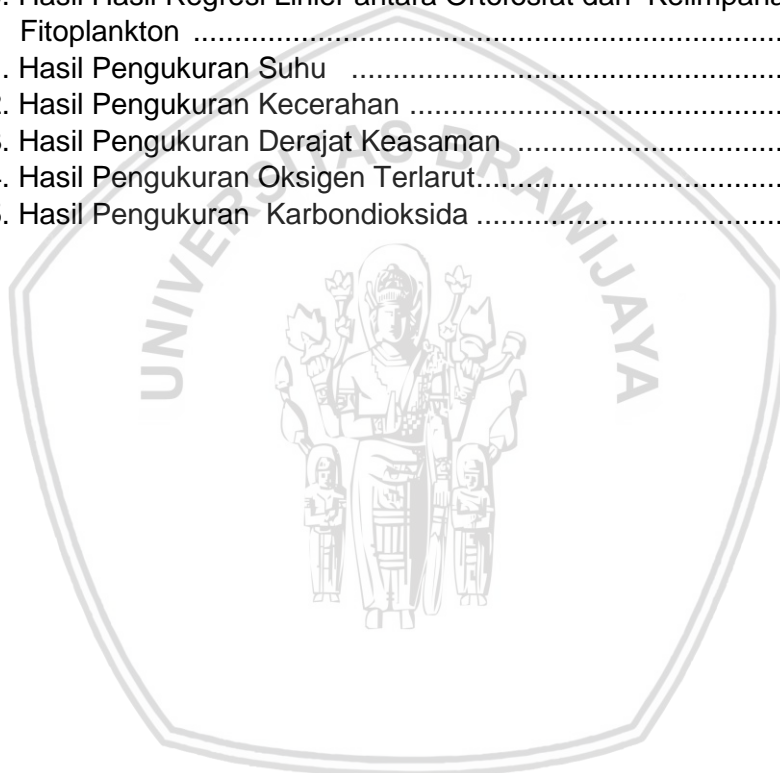 . Hasil Hasil Regresi Linier antara Ortofosfat dan Kelimpaha
Fitoplankton ........................................................................
. Hasil Pengukuran Suhu ....................................................
. Hasil Pengukuran Kecerahan .............................................
. Hasil Pengukuran Derajat Keasaman ................................
. Hasil Pengukuran Oksigen Terlarut.....................................
. Hasil Pengukuran Karbondioksida .....................................
UNIVERSITAS BRAWIJAYA